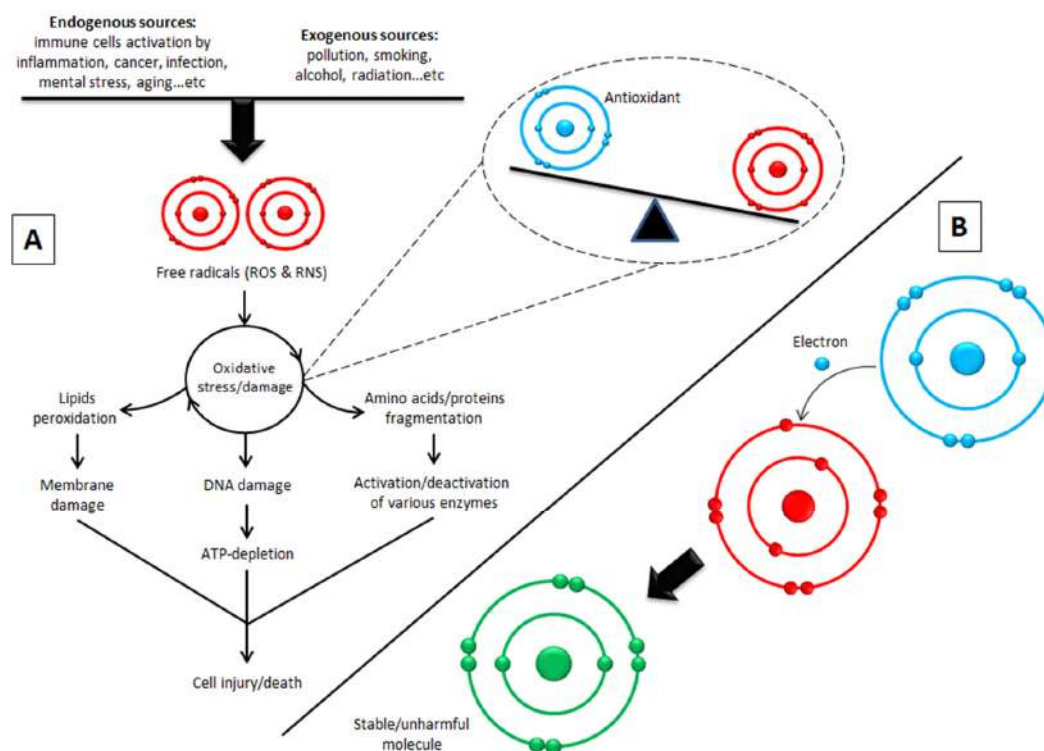 Endogenous sources:
immune cells activation by
inflammation, cancer, infection,
mental stress, aging...etc
Exogenous sources:
pollution, smoking,
alcohol, radiation...etc
Antioxidant
A
Free radicals (ROS & RNS)
Oxidative
stress/damage
Lipids
peroxidation
Amino acids/proteins
fragmentation
Membrane
damage
DNA damage
Activation/deactivation
of various enzymes
ATP-depletion
Cell injury/death
B
Electron
Stable/unharmful
molecule